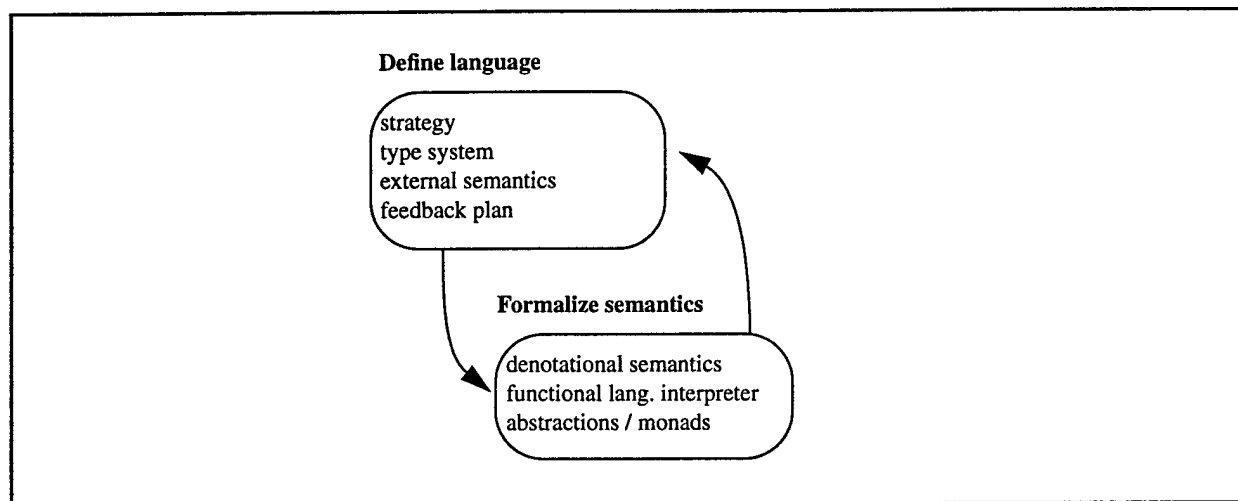 Define language
strategy
type system
external semantics
feedback plan
Formalize semantics
denotational semantics
functional lang. interpreter
abstractions / monads